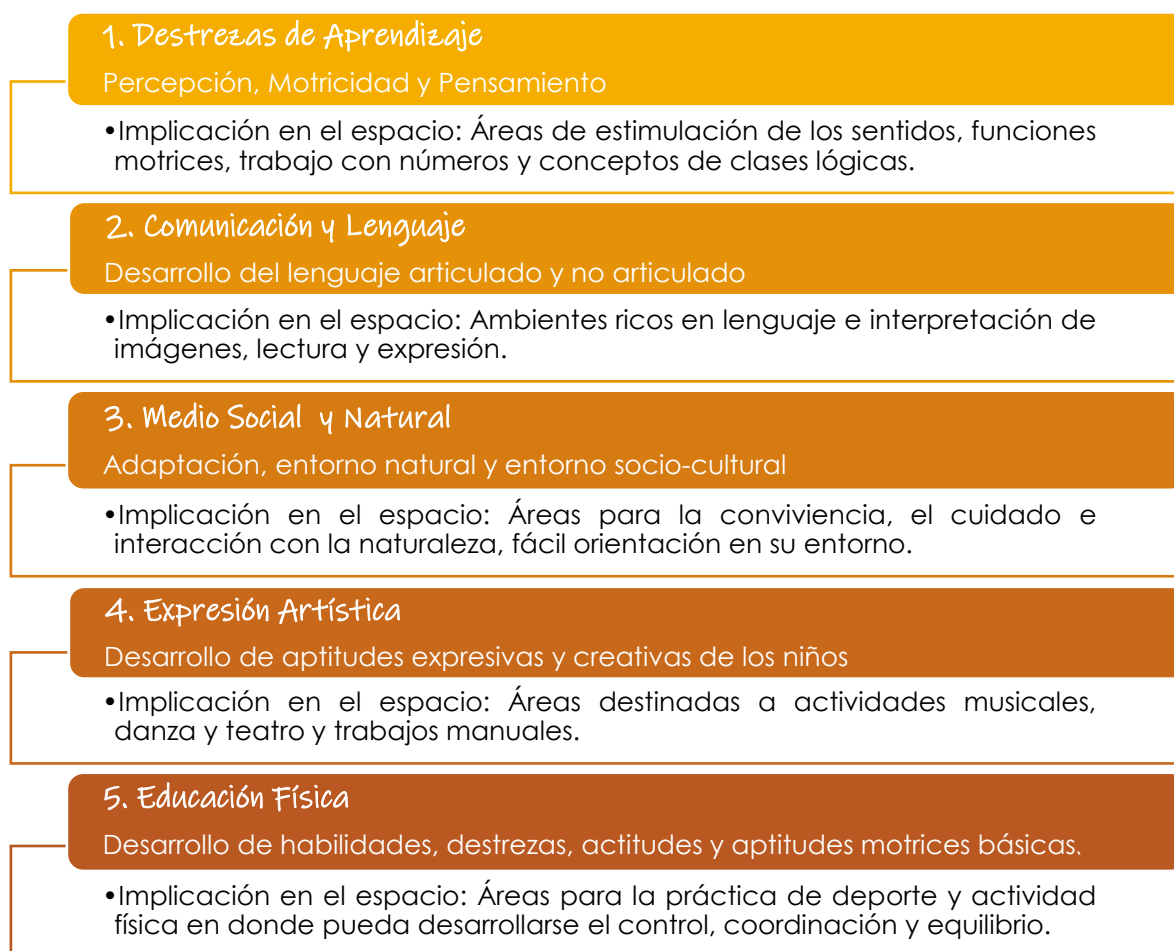 1. Destrezas de Aprendizaje
Percepción, Motricidad y Pensamiento
•Implicación en el espacio: Áreas de estimulación de los sentidos, funciones
motrices, trabajo con números y conceptos de clases lógicas.
2. Comunicación y Lenguaje
Desarrollo del lenguaje articulado y no articulado
•Implicación en el espacio: Ambientes ricos en lenguaje e interpretación de
imágenes, lectura y expresión.
3. Medio Social y Natural
Adaptación, entorno natural y entorno socio-cultural
•Implicación en el espacio: Áreas para la conviviencia, el cuidado e
interacción con la naturaleza, fácil orientación en su entorno.
4. Expresión Artística
Desarrollo de aptitudes expresivas y creativas de los niños
•Implicación en el espacio: Áreas destinadas a actividades musicales,
danza y teatro y trabajos manuales.
5. Educación Física
Desarrollo de habilidades, destrezas, actitudes y aptitudes motrices básicas.
•Implicación en el espacio: Áreas para la práctica de deporte y actividad
física en donde pueda desarrollarse el control, coordinación y equilibrio.